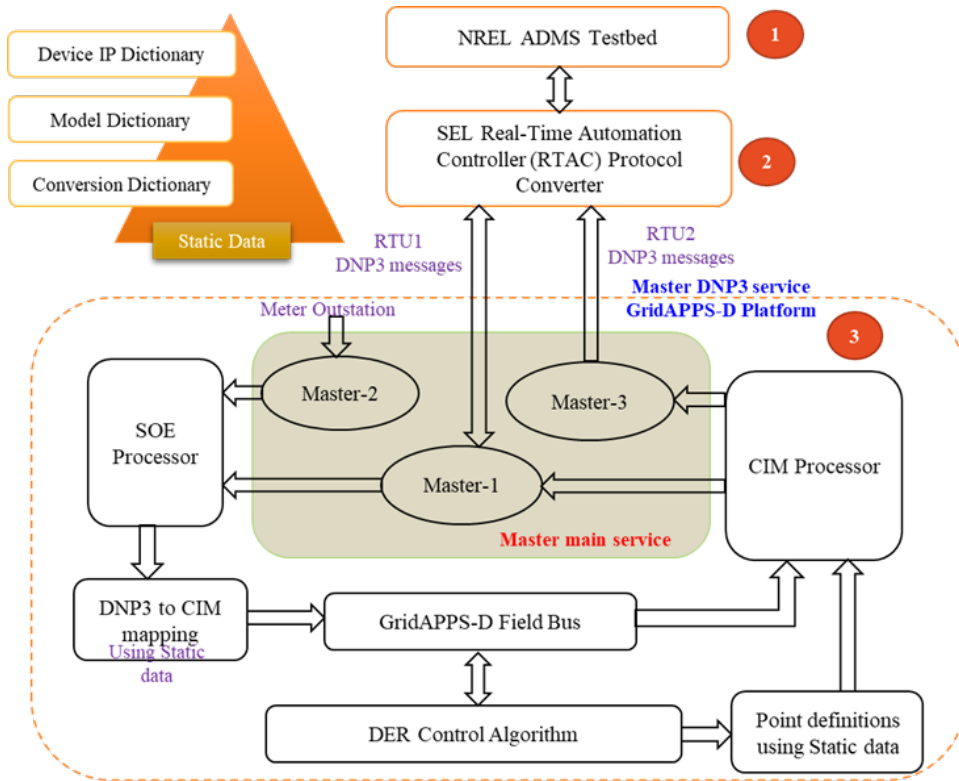 Device IP Dictionary
Model Dictionary
Conversion Dictionary
Static Data
NREL ADMS Testbed
1
SEL Real-Time Automation
Controller (RTAC) Protocol
Converter
2
RTU1
DNP3 messages
RTU2
DNP3 messages
Master DNP3 service
GridAPPS-D Platform
3
Meter Outstation
Master-2
Master-3
SOE
Processor
CIM Processor
Master-1
Master main service
DNP3 to CIM
mapping
Using Static
data
GridAPPS-D Field Bus
DER Control Algorithm
Point definitions
using Static data